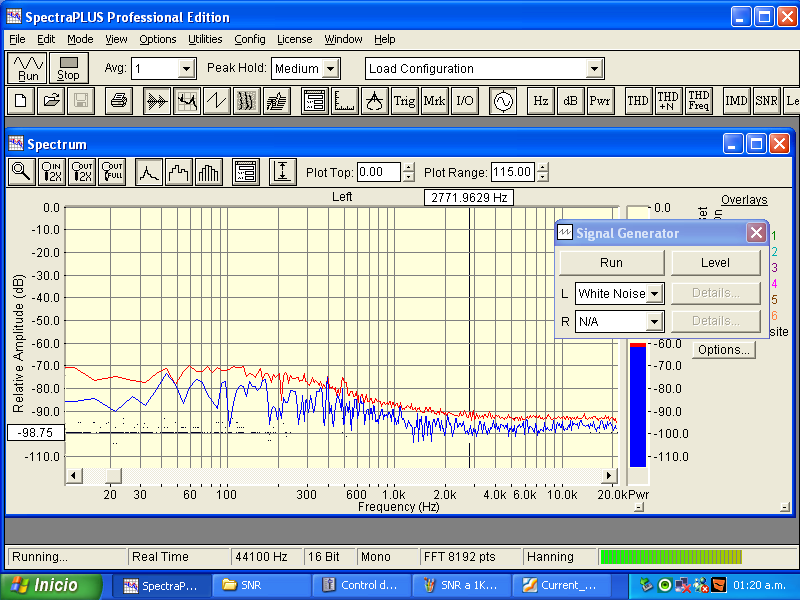 SpectraPLUS Professional Edition
File Edit Mode View Options Utilities Config License Window Help
Run Stop Avg: 1 Peak Hold: Medium Load Configuration
Trig Mrk I/O Hz dB Pwr THD THD +N THD Freq IMD SNR Le
Spectrum
IN 2X OUT 2X OUT FULL Plot Top: 0.00 Plot Range: 115.00
Left 2771.9629 Hz Overlays
0.0
-10.0
-20.0
-30.0
-40.0
-50.0
-60.0
-70.0
-80.0
-90.0
-98.75
-110.0
Relative Amplitude (dB)
20 30 60 100 300 600 1.0k 2.0k 4.0k 6.0k 10.0k 20.0k Pwr
Frequency (Hz)
0.0
-60.0
-70.0
-80.0
-90.0
-100.0
-110.0
set
on
1
2
3
4
5
6
site
Options...
Signal Generator
Run Level
L White Noise Details...
R N/A Details...
Running... Real Time 44100 Hz 16 Bit Mono FFT 8192 pts Hanning
Inicio SpectraP... SNR Control d... SNR a 1K... Current_... 01:20 a.m.